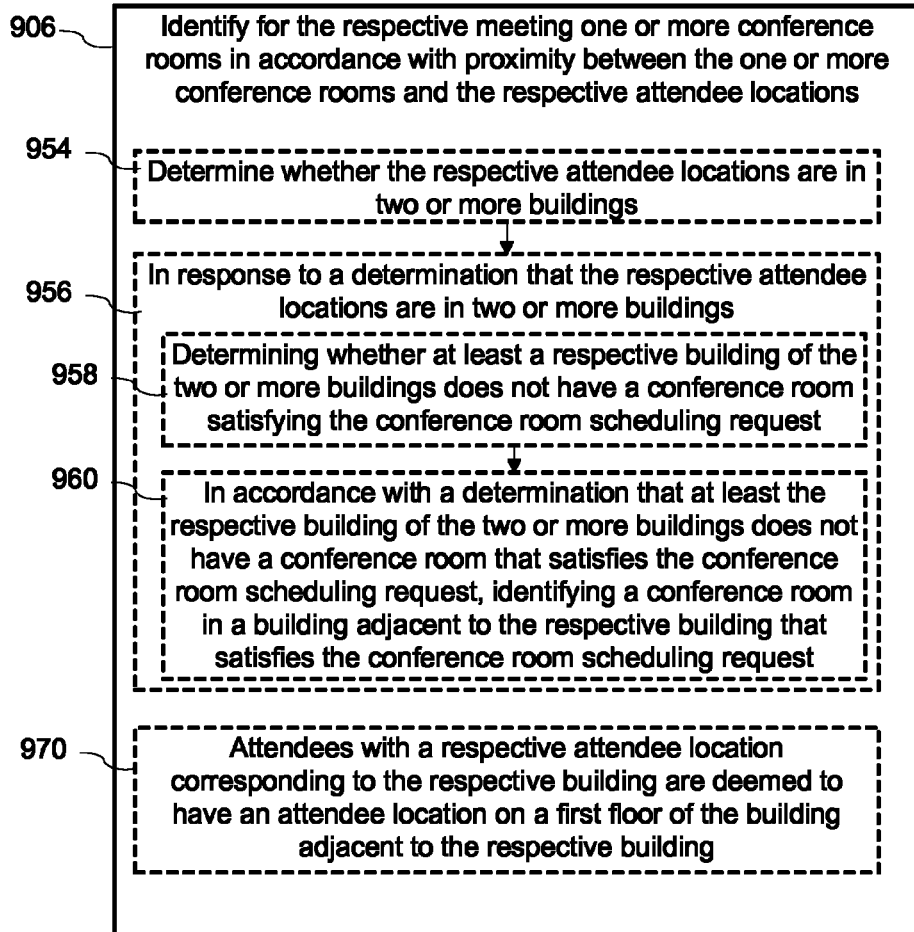 906
Identify for the respective meeting one or more conference
rooms in accordance with proximity between the one or more
conference rooms and the respective attendee locations
954
Determine whether the respective attendee locations are in
two or more buildings
956
In response to a determination that the respective attendee
locations are in two or more buildings
958
Determining whether at least a respective building of the
two or more buildings does not have a conference room
satisfying the conference room scheduling request
960
In accordance with a determination that at least the
respective building of the two or more buildings does not
have a conference room that satisfies the conference
room scheduling request, identifying a conference room
in a building adjacent to the respective building that
satisfies the conference room scheduling request
970
Attendees with a respective attendee location
corresponding to the respective building are deemed to
have an attendee location on a first floor of the building
adjacent to the respective building